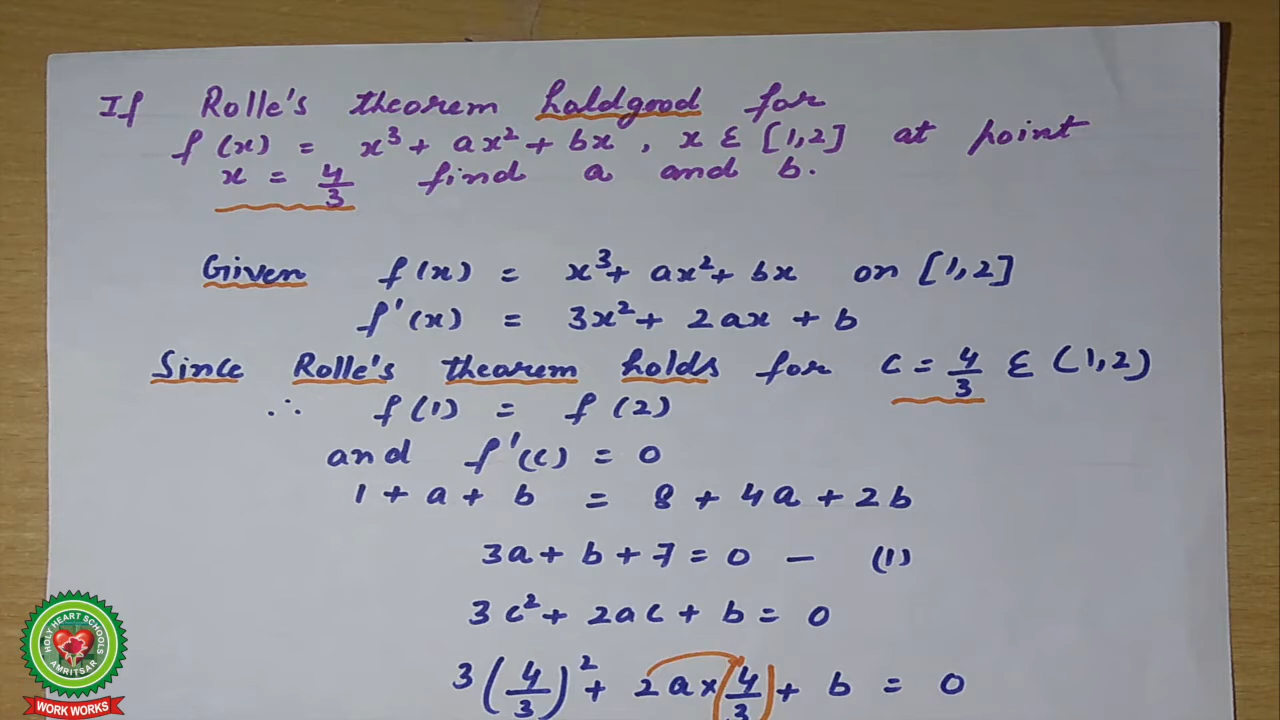 If Rolle's theorem holdgood for
f(x) = x³ + ax² + bx , x ε [1,2] at point
x = 4/3 find a and b.
Given f(x) = x³ + ax² + bx on [1,2]
f'(x) = 3x² + 2ax + b
Since Rolle's theorem holds for c = 4/3 ε (1,2)
∴ f(1) = f(2)
and f'(c) = 0
1 + a + b = 8 + 4a + 2b
3a + b + 7 = 0 — (1)
3c² + 2ac + b = 0
3(4/3)² + 2a×(4/3) + b = 0
HOLY HEART SCHOOLS
AMRITSAR
WORK WORKS